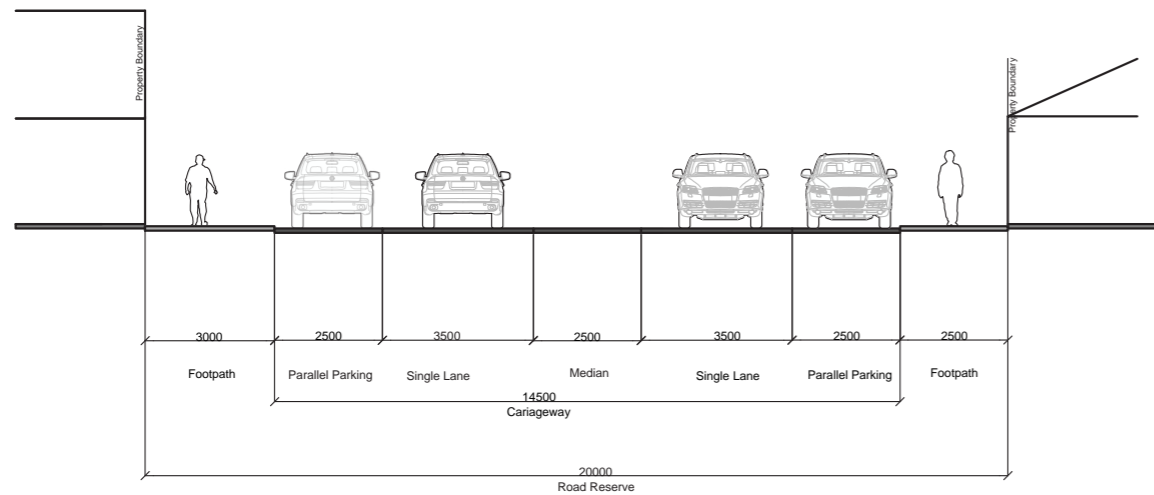 Property Boundary
Property Boundary
3000
2500
3500
2500
3500
2500
2500
Footpath
Parallel Parking
Single Lane
Median
Single Lane
Parallel Parking
Footpath
14500
Cariageway
20000
Road Reserve